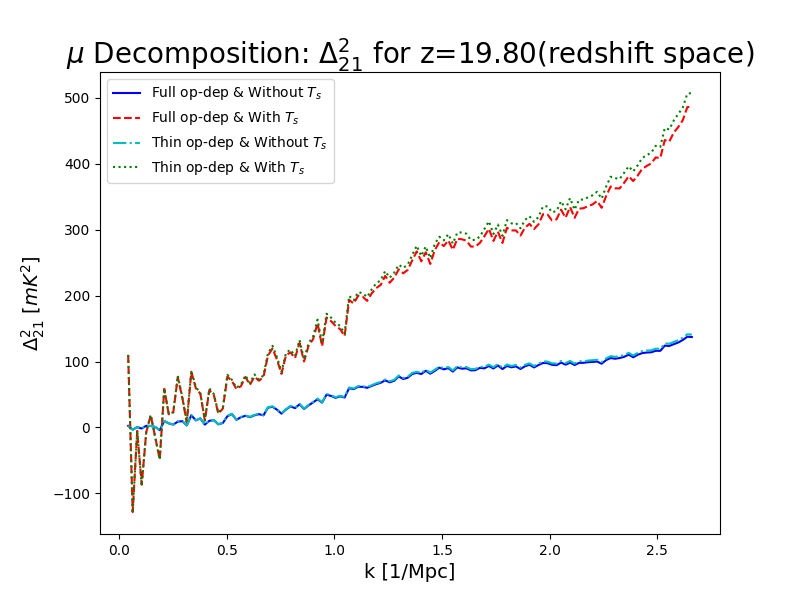 μ Decomposition: Δ²₂₁ for z=19.80(redshift space)
Full op-dep & Without Tₛ
Full op-dep & With Tₛ
Thin op-dep & Without Tₛ
Thin op-dep & With Tₛ
Δ²₂₁ [mK²]
500
400
300
200
100
0
−100
0.0 0.5 1.0 1.5 2.0 2.5
k [1/Mpc]